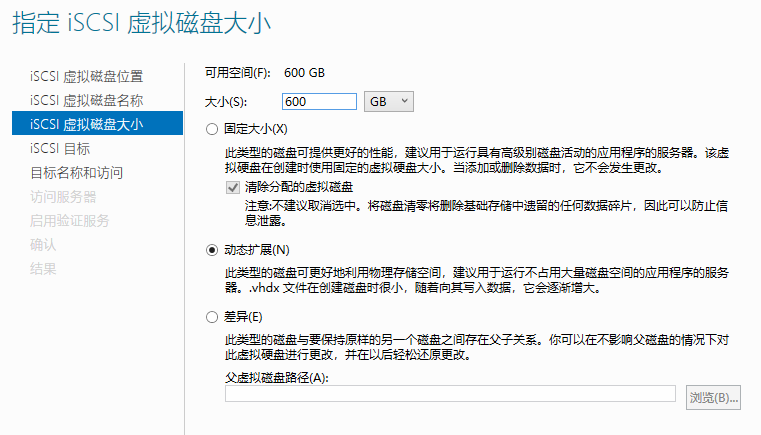 指定 iSCSI 虚拟磁盘大小
iSCSI 虚拟磁盘位置
iSCSI 虚拟磁盘名称
iSCSI 虚拟磁盘大小
iSCSI 目标
目标名称和访问
访问服务器
启用验证服务
确认
结果
可用空间(F): 600 GB
大小(S): 600 GB
固定大小(X)
此类型的磁盘可提供更好的性能，建议用于运行具有高级别磁盘活动的应用程序的服务器。该虚
拟硬盘在创建时使用固定的虚拟硬盘大小。当添加或删除数据时，它不会发生更改。
清除分配的虚拟磁盘
注意:不建议取消选中。将磁盘清零将删除基础存储中遗留的任何数据碎片，因此可以防止信
息泄露。
动态扩展(N)
此类型的磁盘可更好地利用物理存储空间，建议用于运行不占用大量磁盘空间的应用程序的服务
器。.vhdx 文件在创建磁盘时很小，随着向其写入数据，它会逐渐增大。
差异(E)
此类型的磁盘与要保持原样的另一个磁盘之间存在父子关系。你可以在不影响父磁盘的情况下对
此虚拟硬盘进行更改，并在以后轻松还原更改。
父虚拟磁盘路径(A):
浏览(B)...